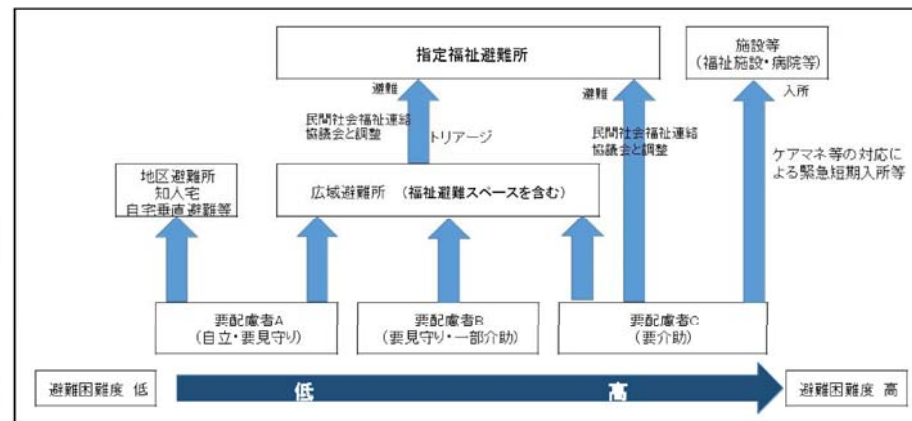 指定福祉避難所
施設等
(福祉施設・病院等)
避難
避難
入所
民間社会福祉連絡
協議会と調整
トリアージ
民間社会福祉連絡
協議会と調整
ケアマネ等の対応に
よる緊急短期入所等
地区避難所
知人宅
自宅垂直避難等
広域避難所 (福祉避難スペースを含む)
要配慮者A
(自立・要見守り)
要配慮者B
(要見守り・一部介助)
要配慮者C
(要介助)
避難困難度 低
低
高
避難困難度 高